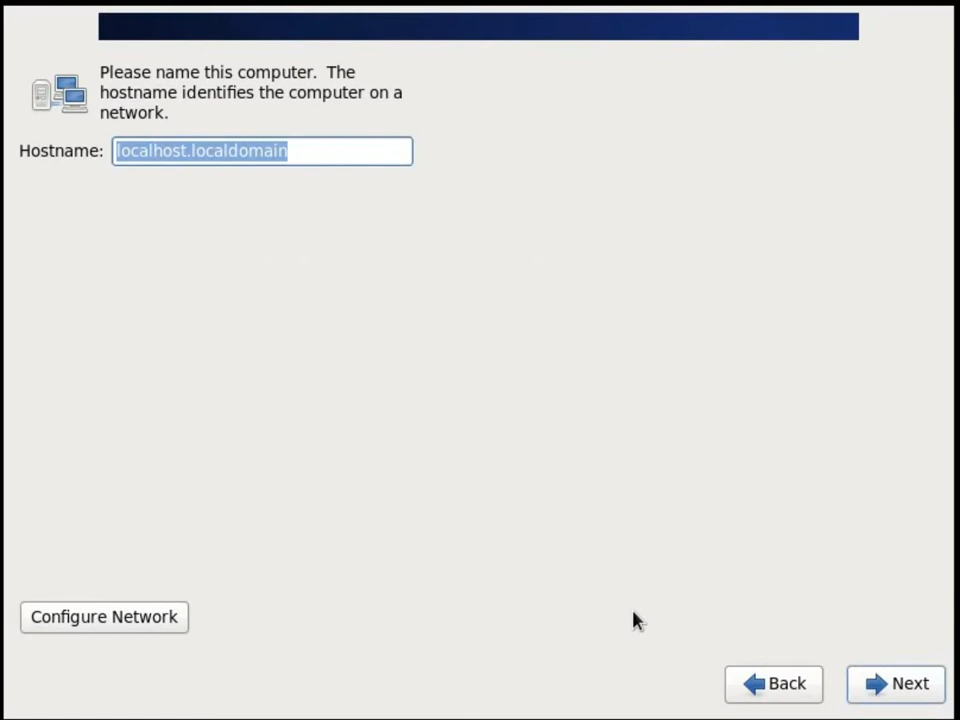 Please name this computer.  The
hostname identifies the computer on a
network.
Hostname: localhost.localdomain
Configure Network
Back Next